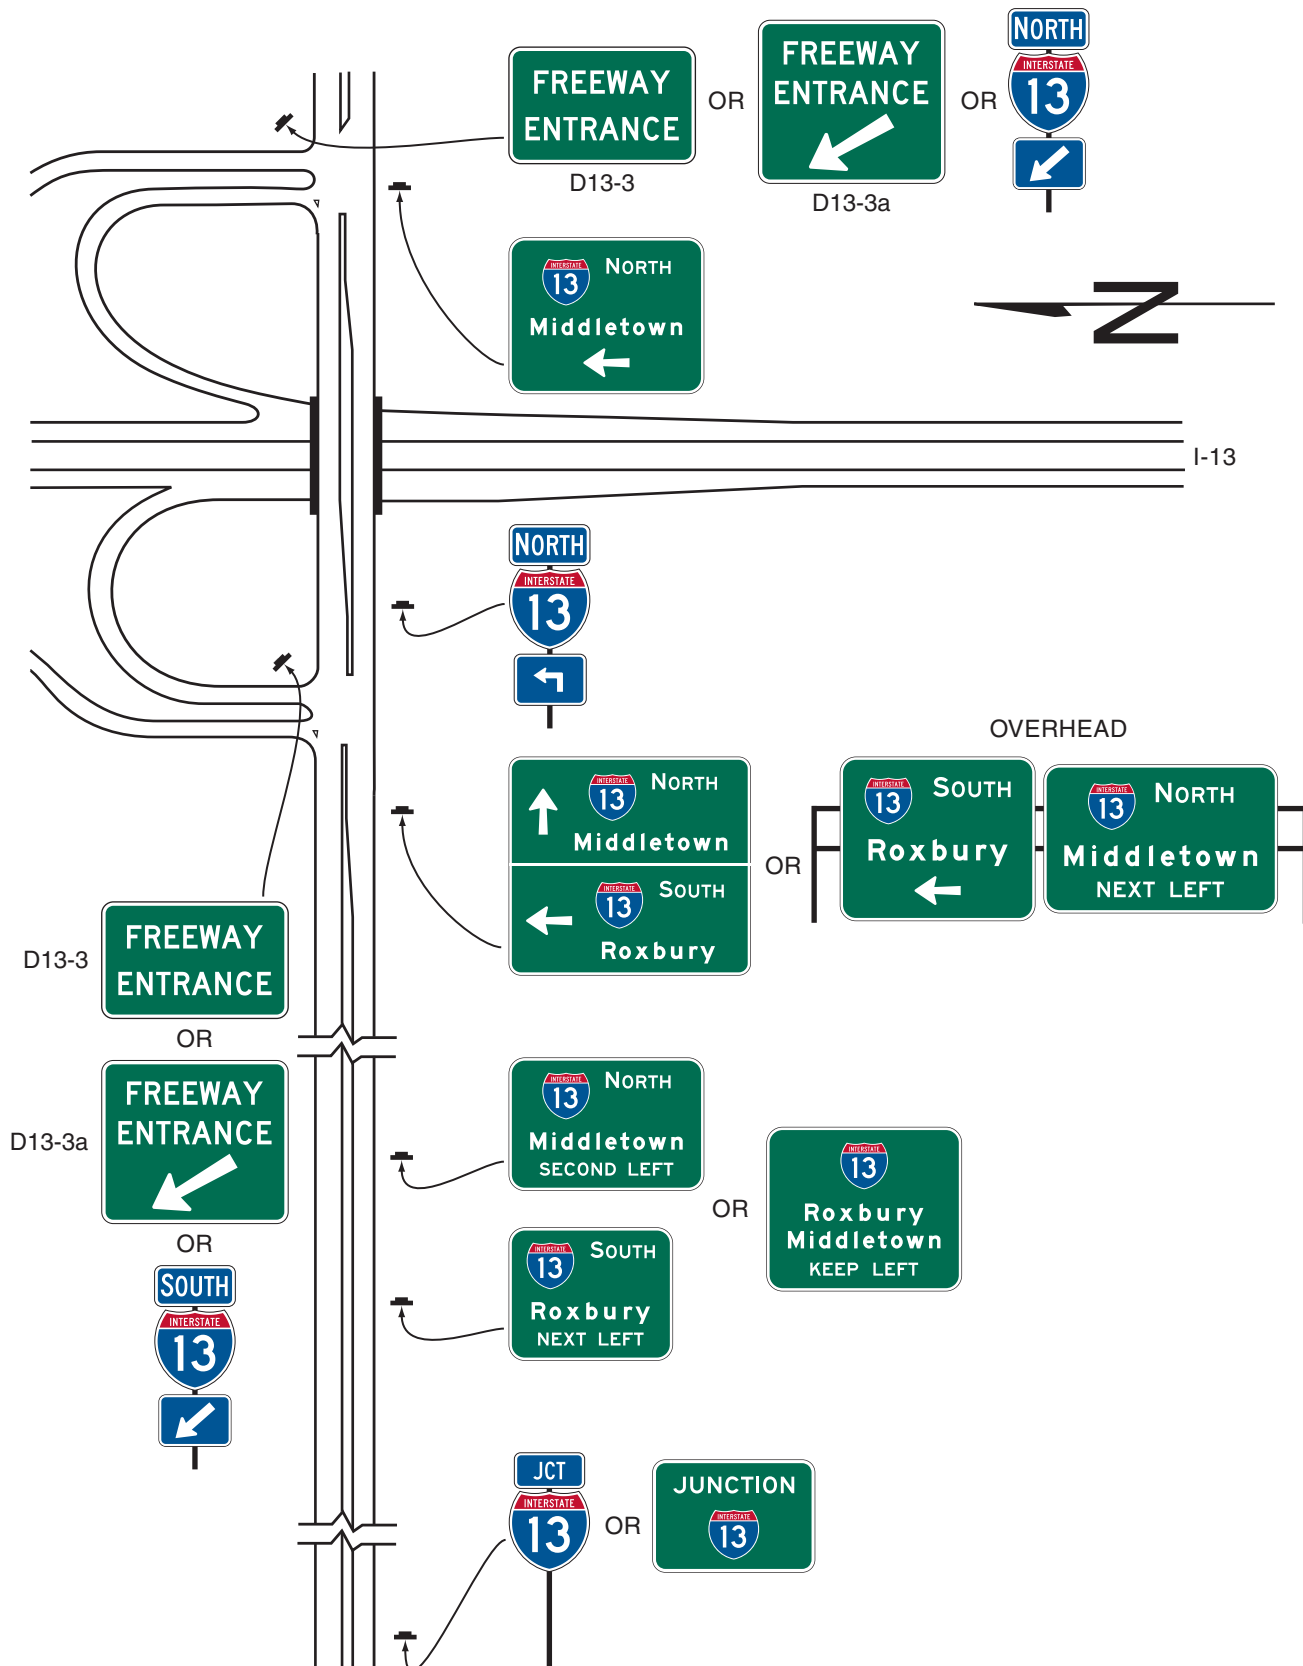 FREEWAY
ENTRANCE
D13-3
OR
FREEWAY
ENTRANCE
D13-3a
OR
NORTH
INTERSTATE
13
INTERSTATE
13
NORTH
Middletown
N
I-13
NORTH
INTERSTATE
13
OVERHEAD
INTERSTATE
13
NORTH
Middletown
INTERSTATE
13
SOUTH
Roxbury
OR
INTERSTATE
13
SOUTH
Roxbury
INTERSTATE
13
NORTH
Middletown
NEXT LEFT
D13-3
FREEWAY
ENTRANCE
OR
D13-3a
FREEWAY
ENTRANCE
OR
SOUTH
INTERSTATE
13
INTERSTATE
13
NORTH
Middletown
SECOND LEFT
INTERSTATE
13
SOUTH
Roxbury
NEXT LEFT
OR
INTERSTATE
13
Roxbury
Middletown
KEEP LEFT
JCT
INTERSTATE
13
OR
JUNCTION
INTERSTATE
13